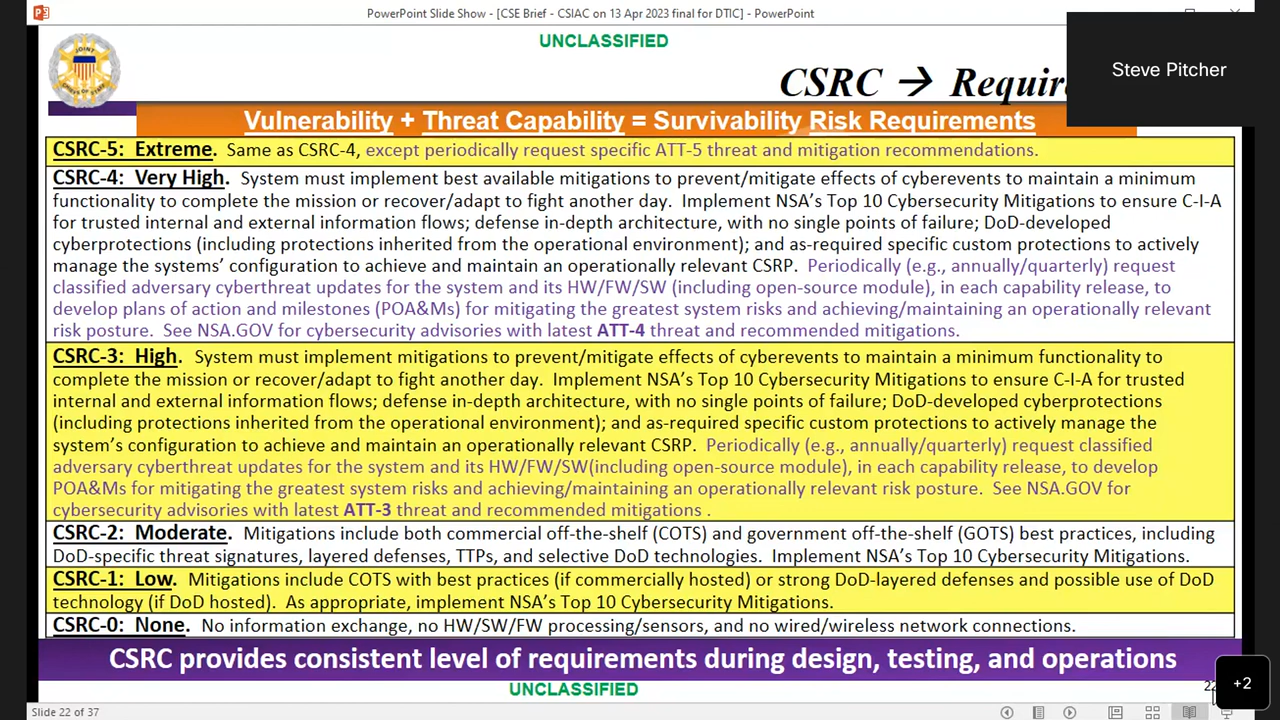 PowerPoint Slide Show - [CSE Brief - CSIAC on 13 Apr 2023 final for DTIC] - PowerPoint
UNCLASSIFIED
Steve Pitcher
JOINT
CHIEFS OF STAFF
CSRC → Require
Vulnerability + Threat Capability = Survivability Risk Requirements
CSRC-5: Extreme. Same as CSRC-4, except periodically request specific ATT-5 threat and mitigation recommendations.
CSRC-4: Very High. System must implement best available mitigations to prevent/mitigate effects of cyberevents to maintain a minimum
functionality to complete the mission or recover/adapt to fight another day. Implement NSA's Top 10 Cybersecurity Mitigations to ensure C-I-A
for trusted internal and external information flows; defense in-depth architecture, with no single points of failure; DoD-developed
cyberprotections (including protections inherited from the operational environment); and as-required specific custom protections to actively
manage the systems' configuration to achieve and maintain an operationally relevant CSRP. Periodically (e.g., annually/quarterly) request
classified adversary cyberthreat updates for the system and its HW/FW/SW (including open-source module), in each capability release, to
develop plans of action and milestones (POA&Ms) for mitigating the greatest system risks and achieving/maintaining an operationally relevant
risk posture. See NSA.GOV for cybersecurity advisories with latest ATT-4 threat and recommended mitigations.
CSRC-3: High. System must implement mitigations to prevent/mitigate effects of cyberevents to maintain a minimum functionality to
complete the mission or recover/adapt to fight another day. Implement NSA's Top 10 Cybersecurity Mitigations to ensure C-I-A for trusted
internal and external information flows; defense in-depth architecture, with no single points of failure; DoD-developed cyberprotections
(including protections inherited from the operational environment); and as-required specific custom protections to actively manage the
system's configuration to achieve and maintain an operationally relevant CSRP. Periodically (e.g., annually/quarterly) request classified
adversary cyberthreat updates for the system and its HW/FW/SW(including open-source module), in each capability release, to develop
POA&Ms for mitigating the greatest system risks and achieving/maintaining an operationally relevant risk posture. See NSA.GOV for
cybersecurity advisories with latest ATT-3 threat and recommended mitigations .
CSRC-2: Moderate. Mitigations include both commercial off-the-shelf (COTS) and government off-the-shelf (GOTS) best practices, including
DoD-specific threat signatures, layered defenses, TTPs, and selective DoD technologies. Implement NSA's Top 10 Cybersecurity Mitigations.
CSRC-1: Low. Mitigations include COTS with best practices (if commercially hosted) or strong DoD-layered defenses and possible use of DoD
technology (if DoD hosted). As appropriate, implement NSA's Top 10 Cybersecurity Mitigations.
CSRC-0: None. No information exchange, no HW/SW/FW processing/sensors, and no wired/wireless network connections.
CSRC provides consistent level of requirements during design, testing, and operations
UNCLASSIFIED
22
+2
Slide 22 of 37